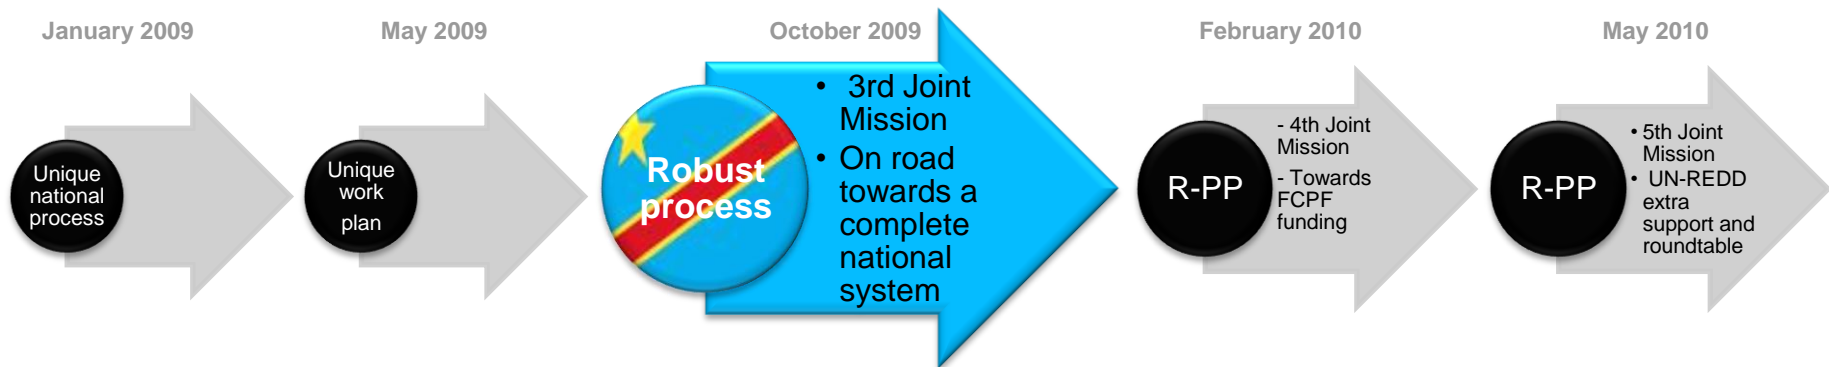 January 2009
Unique
national
process
May 2009
Unique
work
plan
October 2009
Robust
process
• 3rd Joint
Mission
• On road
towards a
complete
national
system
February 2010
R-PP
- 4th Joint
Mission
- Towards
FCPF
funding
May 2010
R-PP
• 5th Joint
Mission
• UN-REDD
extra
support and
roundtable